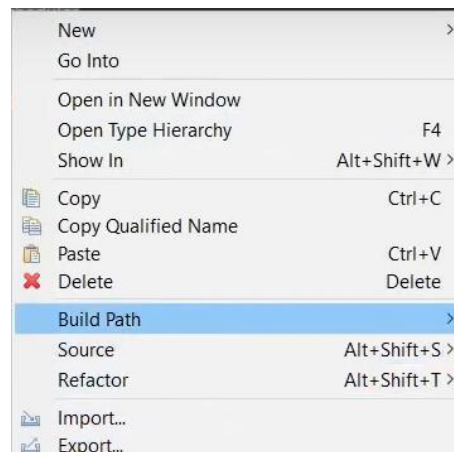 New >
Go Into
Open in New Window
Open Type Hierarchy F4
Show In Alt+Shift+W >
Copy Ctrl+C
Copy Qualified Name
Paste Ctrl+V
Delete Delete
Build Path >
Source Alt+Shift+S >
Refactor Alt+Shift+T >
Import...
Export...